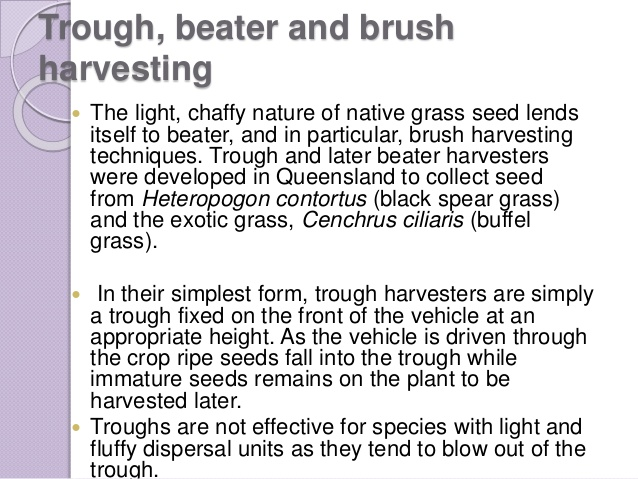 Trough, beater and brush
harvesting
The light, chaffy nature of native grass seed lends
itself to beater, and in particular, brush harvesting
techniques. Trough and later beater harvesters
were developed in Queensland to collect seed
from Heteropogon contortus (black spear grass)
and the exotic grass, Cenchrus ciliaris (buffel
grass).
In their simplest form, trough harvesters are simply
a trough fixed on the front of the vehicle at an
appropriate height. As the vehicle is driven through
the crop ripe seeds fall into the trough while
immature seeds remains on the plant to be
harvested later.
Troughs are not effective for species with light and
fluffy dispersal units as they tend to blow out of the
trough.